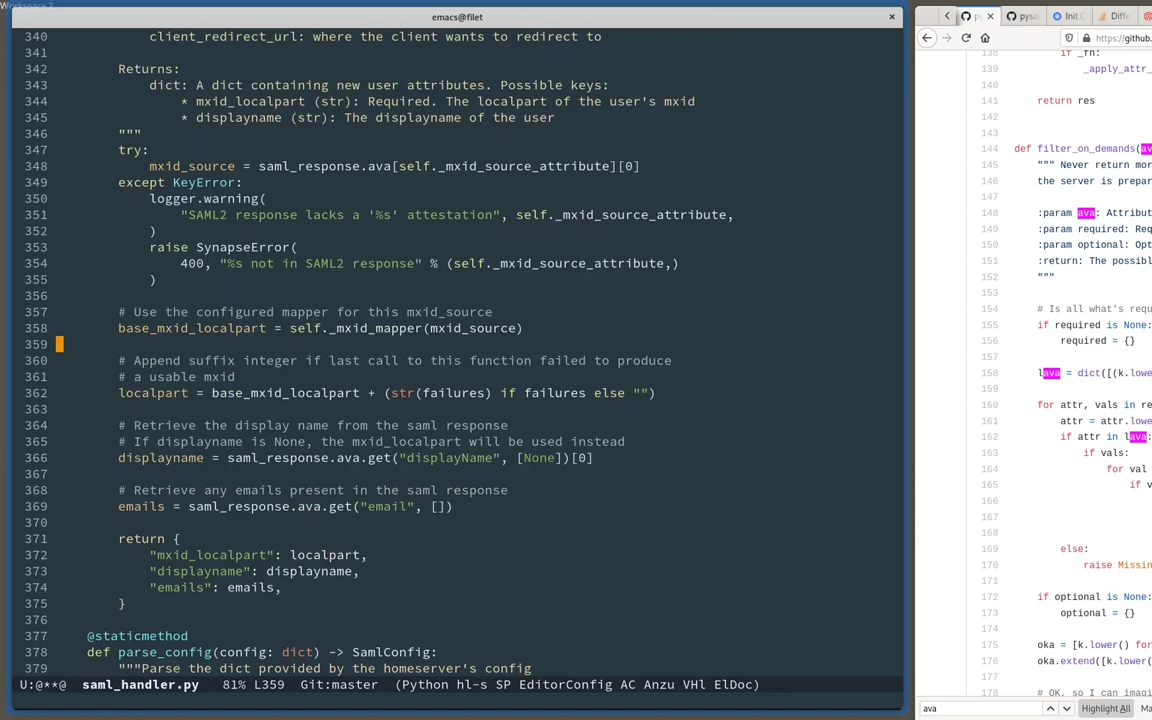 Workspace 2
emacs@filet
×
340 client_redirect_url: where the client wants to redirect to
341
342 Returns:
343 dict: A dict containing new user attributes. Possible keys:
344 * mxid_localpart (str): Required. The localpart of the user's mxid
345 * displayname (str): The displayname of the user
346 """
347 try:
348 mxid_source = saml_response.ava[self._mxid_source_attribute][0]
349 except KeyError:
350 logger.warning(
351 "SAML2 response lacks a '%s' attestation", self._mxid_source_attribute,
352 )
353 raise SynapseError(
354 400, "%s not in SAML2 response" % (self._mxid_source_attribute,)
355 )
356
357 # Use the configured mapper for this mxid_source
358 base_mxid_localpart = self._mxid_mapper(mxid_source)
359
360 # Append suffix integer if last call to this function failed to produce
361 # a usable mxid
362 localpart = base_mxid_localpart + (str(failures) if failures else "")
363
364 # Retrieve the display name from the saml response
365 # If displayname is None, the mxid_localpart will be used instead
366 displayname = saml_response.ava.get("displayName", [None])[0]
367
368 # Retrieve any emails present in the saml response
369 emails = saml_response.ava.get("email", [])
370
371 return {
372 "mxid_localpart": localpart,
373 "displayname": displayname,
374 "emails": emails,
375 }
376
377 @staticmethod
378 def parse_config(config: dict) -> SamlConfig:
379 """Parse the dict provided by the homeserver's config
U:@**@ saml_handler.py 81% L359 Git:master (Python hl-s SP EditorConfig AC Anzu VHl ElDoc)
py × pysa Init C Diffe
https://github.
138 if _fn:
139 _apply_attr_
140
141 return res
142
143
144 def filter_on_demands(av
145 """ Never return mor
146 the server is prepar
147
148 :param ava: Attribut
149 :param required: Req
150 :param optional: Opt
151 :return: The possibl
152 """
153
154 # Is all what's requ
155 if required is None:
156 required = {}
157
158 lava = dict([(k.lowe
159
160 for attr, vals in re
161 attr = attr.lowe
162 if attr in lava:
163 if vals:
164 for val
165 if v
166
167
168
169 else:
170 raise Missin
171
172 if optional is None:
173 optional = {}
174
175 oka = [k.lower() for
176 oka.extend([k.lower(
177
178 # OK, so I can imagi
ava Highlight All Ma